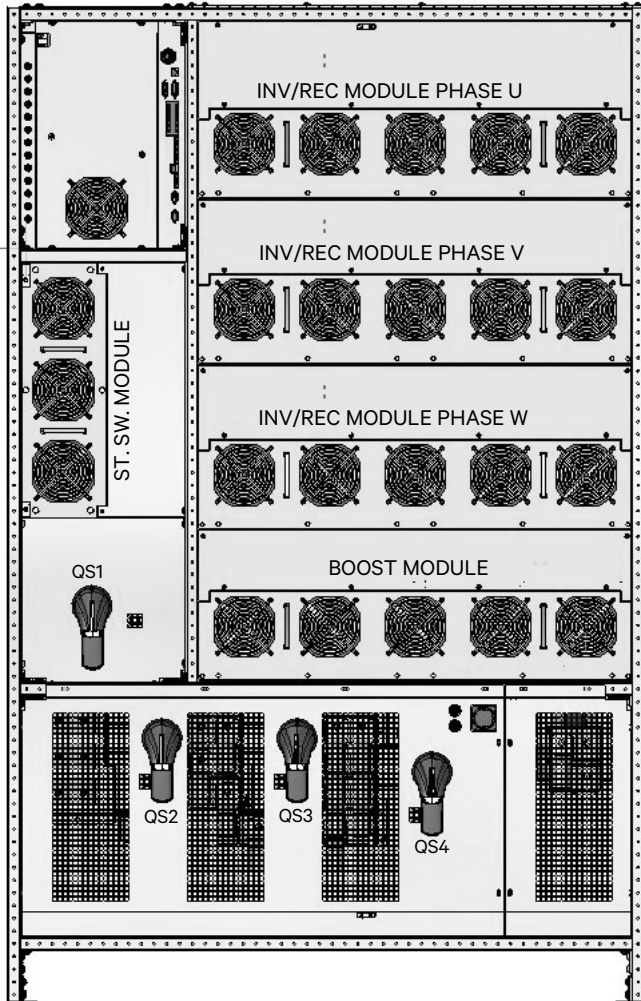 INV/REC MODULE PHASE U
INV/REC MODULE PHASE V
ST. SW. MODULE
INV/REC MODULE PHASE W
BOOST MODULE
QS1
QS2
QS3
QS4